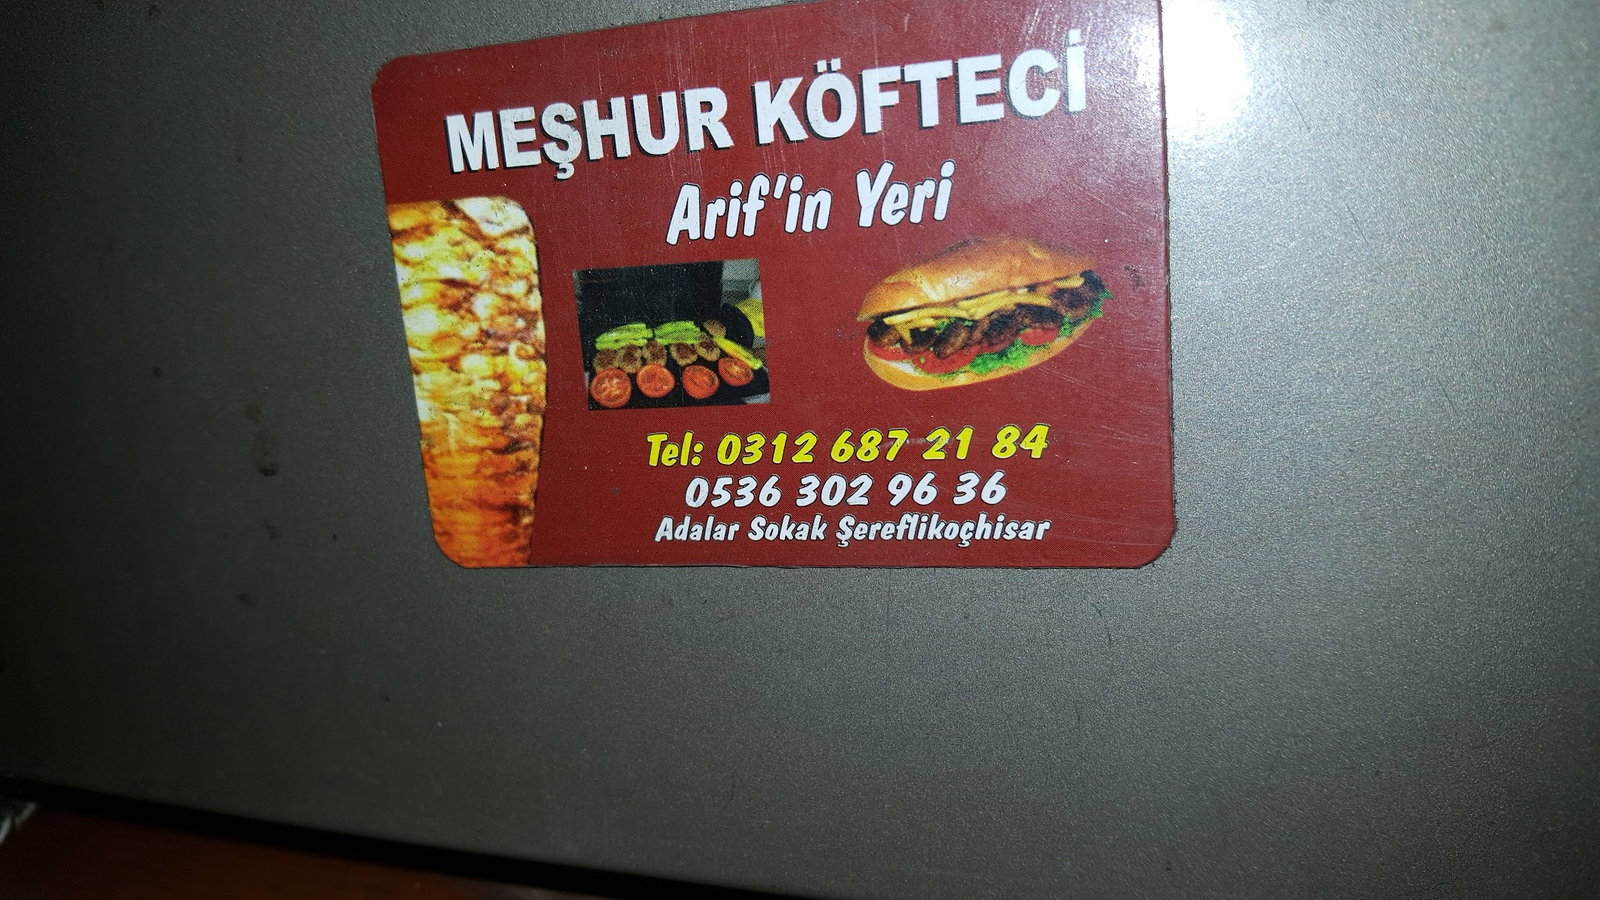 MEŞHUR KÖFTECİ
Arif'in Yeri
Tel: 0312 687 21 84
0536 302 96 36
Adalar Sokak Şereflikoçhisar